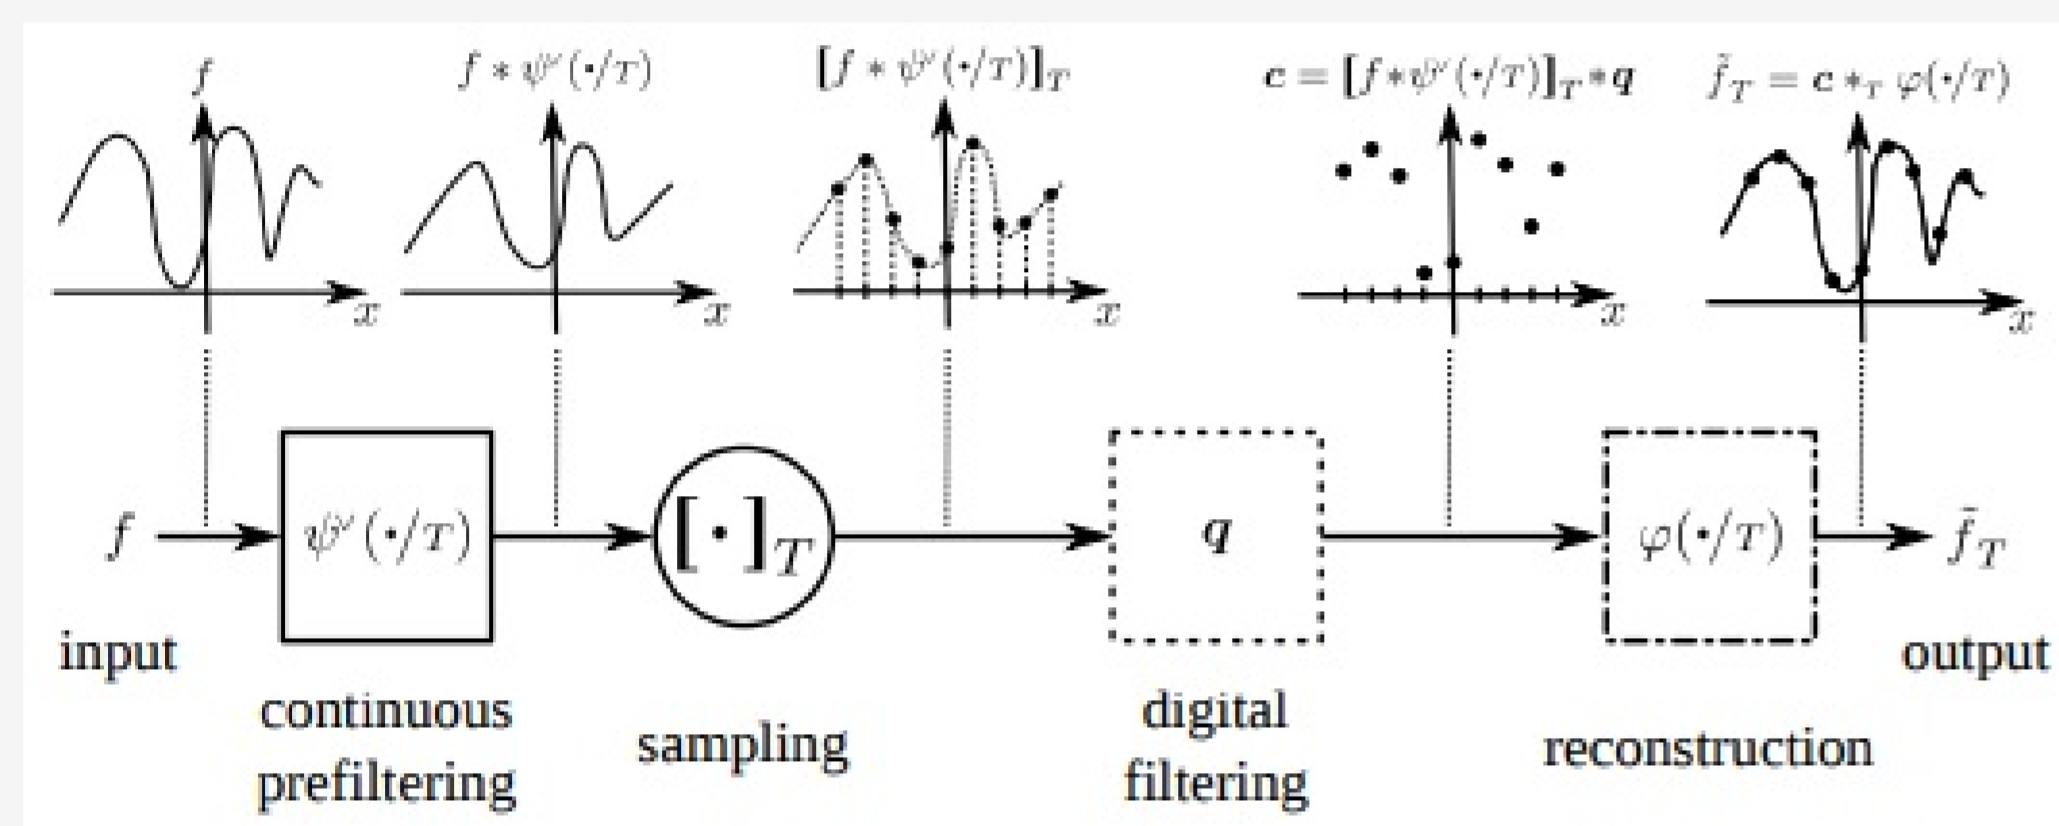 f
f * ψ˅(·/T)
[f * ψ˅(·/T)]_T
c = [f*ψ˅(·/T)]_T * q
f̃_T = c *_T φ(·/T)
x
x
x
x
x
f
ψ˅(·/T)
[·]_T
q
φ(·/T)
f̃_T
input
continuous
prefiltering
sampling
digital
filtering
reconstruction
output